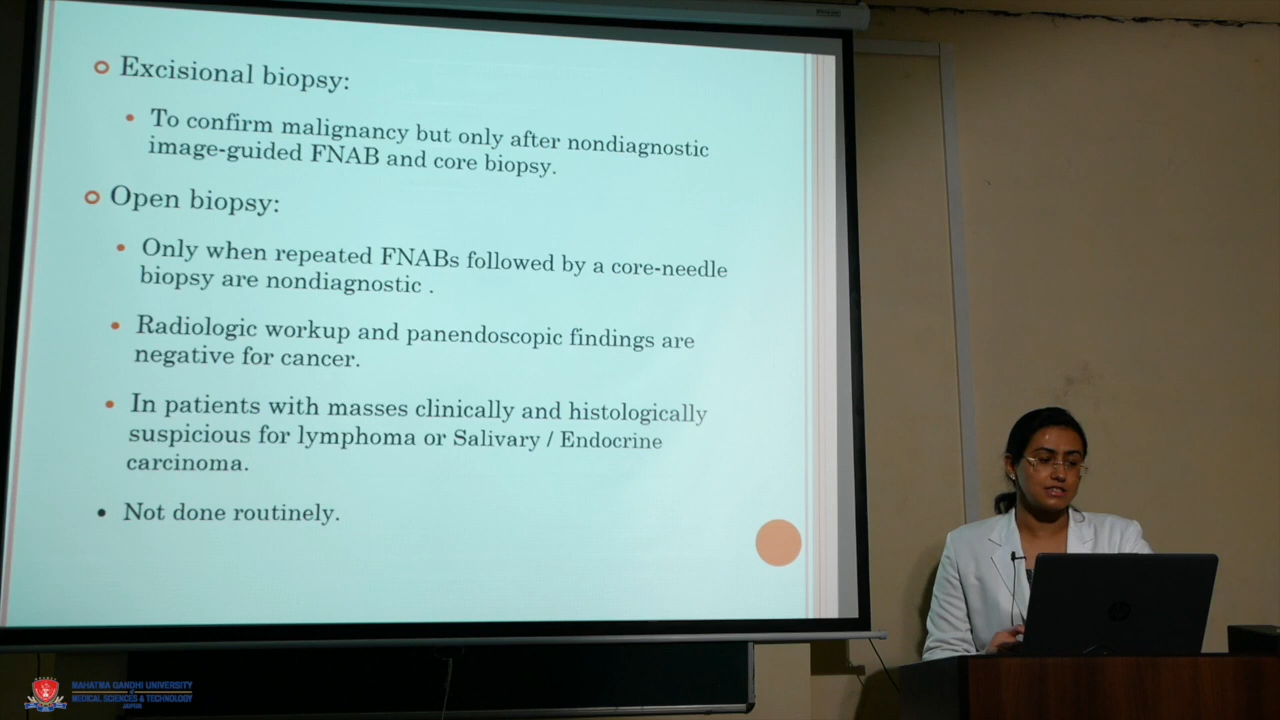 Excisional biopsy:
To confirm malignancy but only after nondiagnostic
image-guided FNAB and core biopsy.
Open biopsy:
Only when repeated FNABs followed by a core-needle
biopsy are nondiagnostic .
Radiologic workup and panendoscopic findings are
negative for cancer.
In patients with masses clinically and histologically
suspicious for lymphoma or Salivary / Endocrine
carcinoma.
Not done routinely.
PHILIPS
hp
MAHATMA GANDHI UNIVERSITY
of
MEDICAL SCIENCES & TECHNOLOGY
JAIPUR